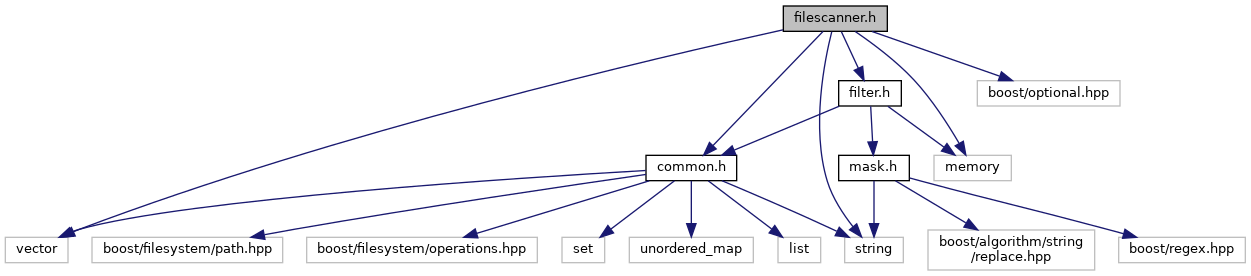 filescanner.h
filter.h
boost/optional.hpp
common.h
mask.h
memory
vector
boost/filesystem/path.hpp
boost/filesystem/operations.hpp
set
unordered_map
list
string
boost/algorithm/string
/replace.hpp
boost/regex.hpp